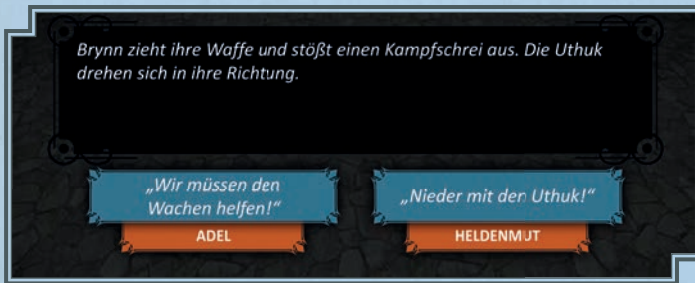 Brynn zieht ihre Waffe und stößt einen Kampfschrei aus. Die Uthuk
drehen sich in ihre Richtung.
„Wir müssen den
Wachen helfen!“
ADEL
„Nieder mit den Uthuk!“
HELDENMUT